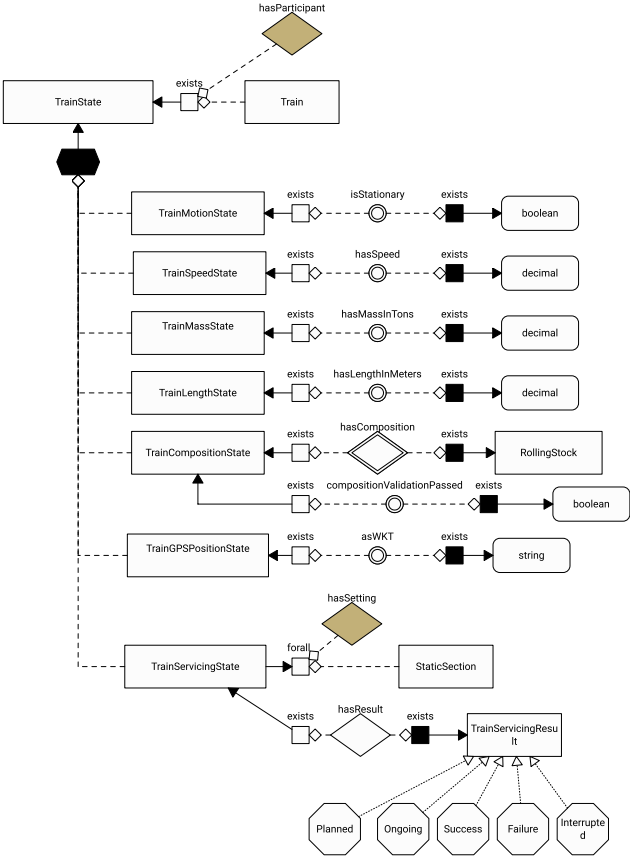 hasParticipant
exists
TrainState
Train
exists
isStationary
exists
TrainMotionState
boolean
exists
hasSpeed
exists
TrainSpeedState
decimal
exists
hasMassInTons
exists
TrainMassState
decimal
exists
hasLengthInMeters
exists
TrainLengthState
decimal
hasComposition
exists
exists
TrainCompositionState
RollingStock
exists
compositionValidationPassed
exists
boolean
exists
asWKT
exists
TrainGPSPositionState
string
hasSetting
forall
TrainServicingState
StaticSection
hasResult
exists
exists
TrainServicingResu
lt
Planned
Ongoing
Success
Failure
Interrupte
d